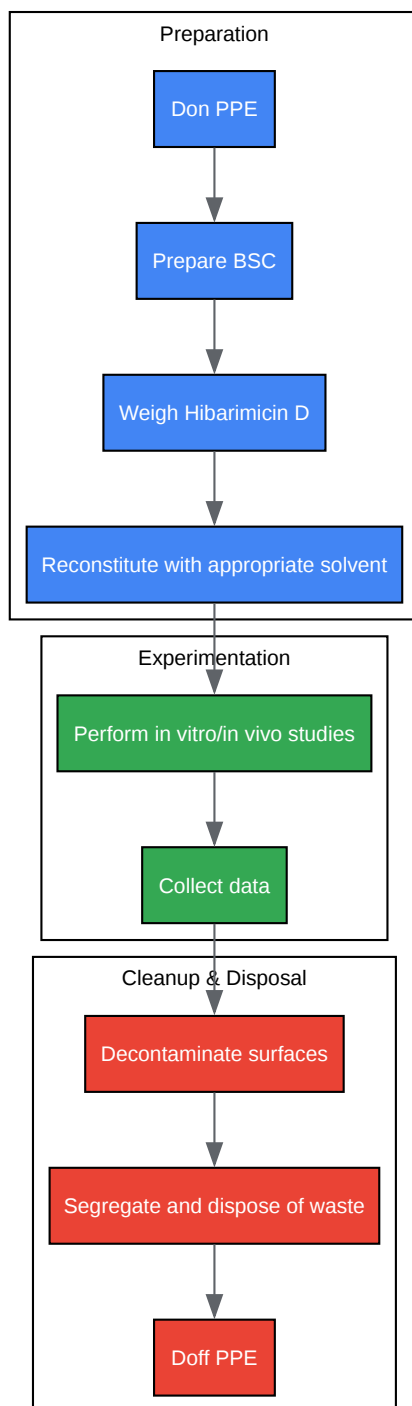 Preparation
Don PPE
Prepare BSC
Weigh Hibarimicin D
Reconstitute with appropriate solvent
Experimentation
Perform in vitro/in vivo studies
Collect data
Cleanup & Disposal
Decontaminate surfaces
Segregate and dispose of waste
Doff PPE